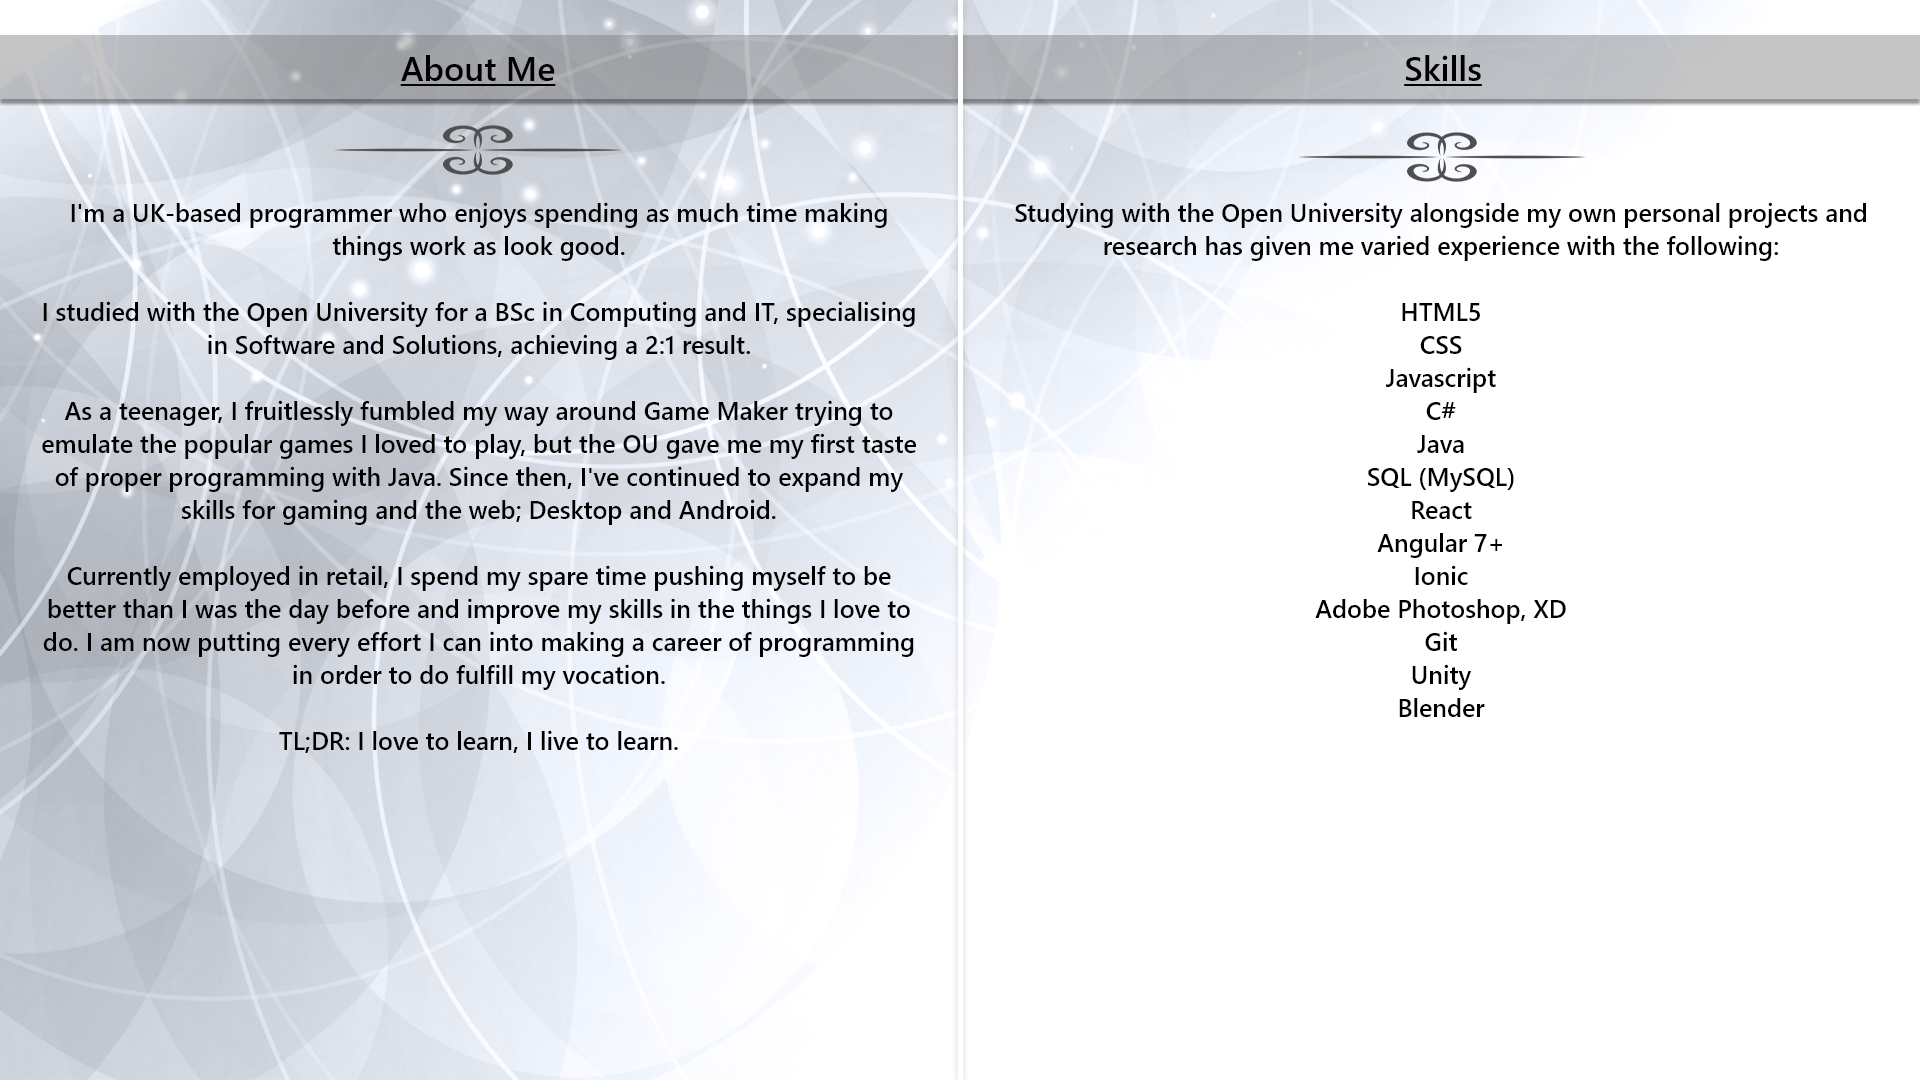 About Me
I'm a UK-based programmer who enjoys spending as much time making
things work as look good.
I studied with the Open University for a BSc in Computing and IT, specialising
in Software and Solutions, achieving a 2:1 result.
As a teenager, I fruitlessly fumbled my way around Game Maker trying to
emulate the popular games I loved to play, but the OU gave me my first taste
of proper programming with Java. Since then, I've continued to expand my
skills for gaming and the web; Desktop and Android.
Currently employed in retail, I spend my spare time pushing myself to be
better than I was the day before and improve my skills in the things I love to
do. I am now putting every effort I can into making a career of programming
in order to do fulfill my vocation.
TL;DR: I love to learn, I live to learn.
Skills
Studying with the Open University alongside my own personal projects and
research has given me varied experience with the following:
HTML5
CSS
Javascript
C#
Java
SQL (MySQL)
React
Angular 7+
Ionic
Adobe Photoshop, XD
Git
Unity
Blender